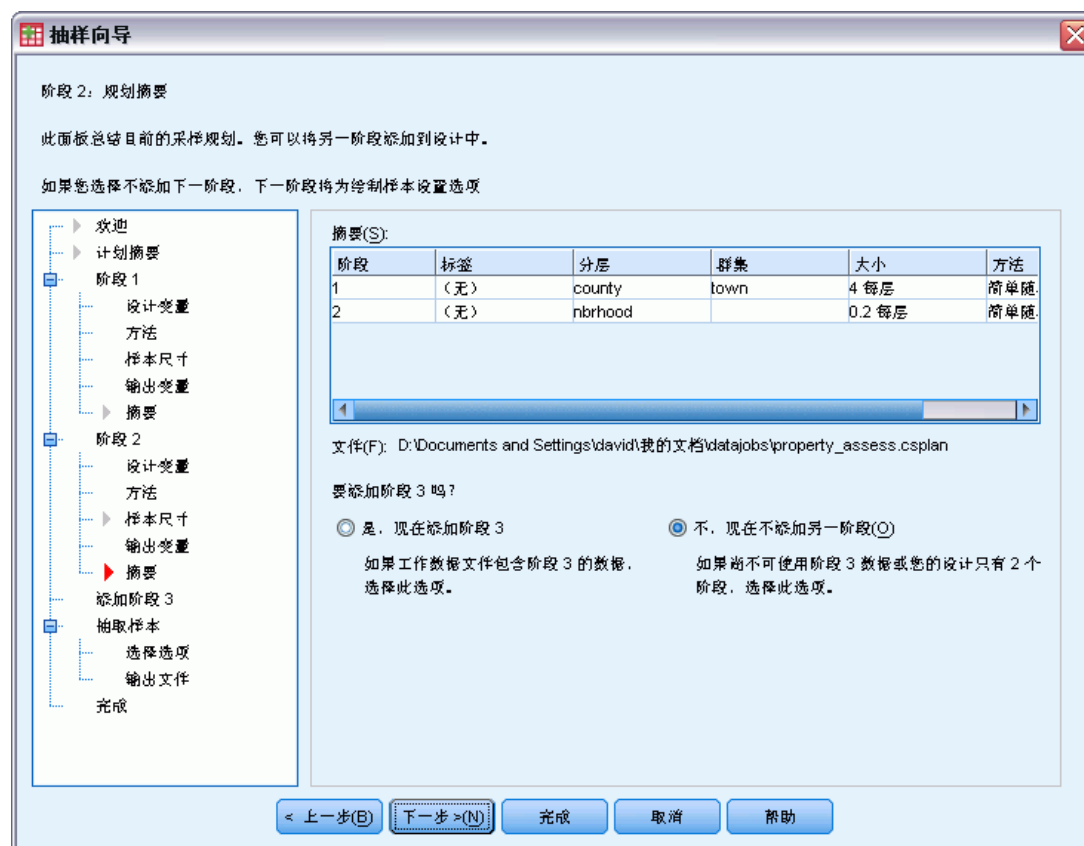 抽样向导
阶段 2：规划摘要
此面板总结目前的采样规划。您可以将另一阶段添加到设计中。
如果您选择不添加下一阶段，下一阶段将为绘制样本设置选项
欢迎
计划摘要
阶段 1
设计变量
方法
样本尺寸
输出变量
摘要
阶段 2
设计变量
方法
样本尺寸
输出变量
摘要
添加阶段 3
抽取样本
选择选项
输出文件
完成
摘要(S):
阶段 标签 分层 群集 大小 方法
1 （无） county town 4 每层 简单随.
2 （无） nbrhood 0.2 每层 简单随.
文件(F): D:\Documents and Settings\david\我的文档\datajobs\property_assess.csplan
要添加阶段 3 吗？
是，现在添加阶段 3
不，现在不添加另一阶段(O)
如果工作数据文件包含阶段 3 的数据，
选择此选项。
如果尚不可使用阶段 3 数据或您的设计只有 2 个
阶段，选择此选项。
< 上一步(B) 下一步 >(N) 完成 取消 帮助